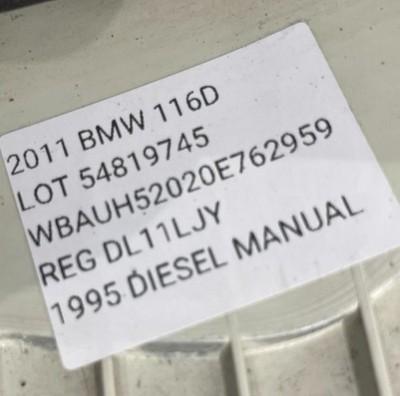 2011 BMW 116D
LOT 54819745
WBAUH52020E762959
REG DL11LJY
1995 DIESEL MANUAL